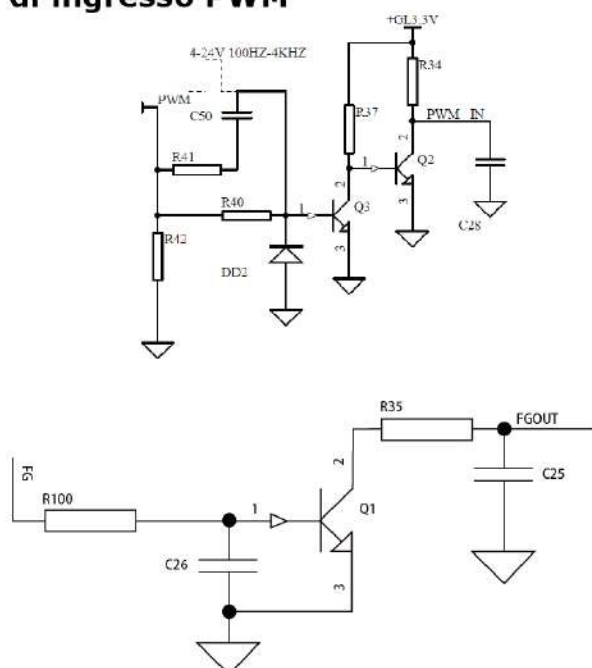 di ingresso PWM
+GL3.3V
4-24V 100HZ-4KHZ
R34
PWM
C50
R37
PWM_IN
R41
2
1
Q2
R40
2
1
Q3
3
C28
R42
3
DD2
R35
FGOUT
FG
2
C25
R100
1
Q1
C26
3